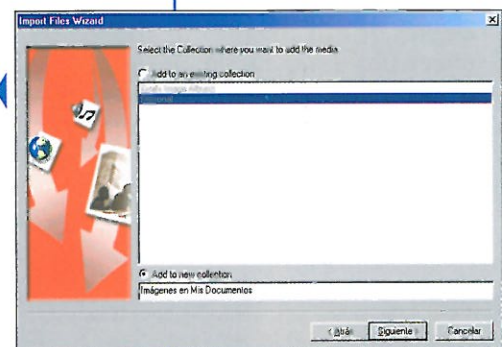 Import Files Wizard
Select the Collection where you want to add the media
Add to an existing collection
Personal
Add to new collection
Imágenes en Mis Documentos
< Atrás
Siguiente
Cancelar